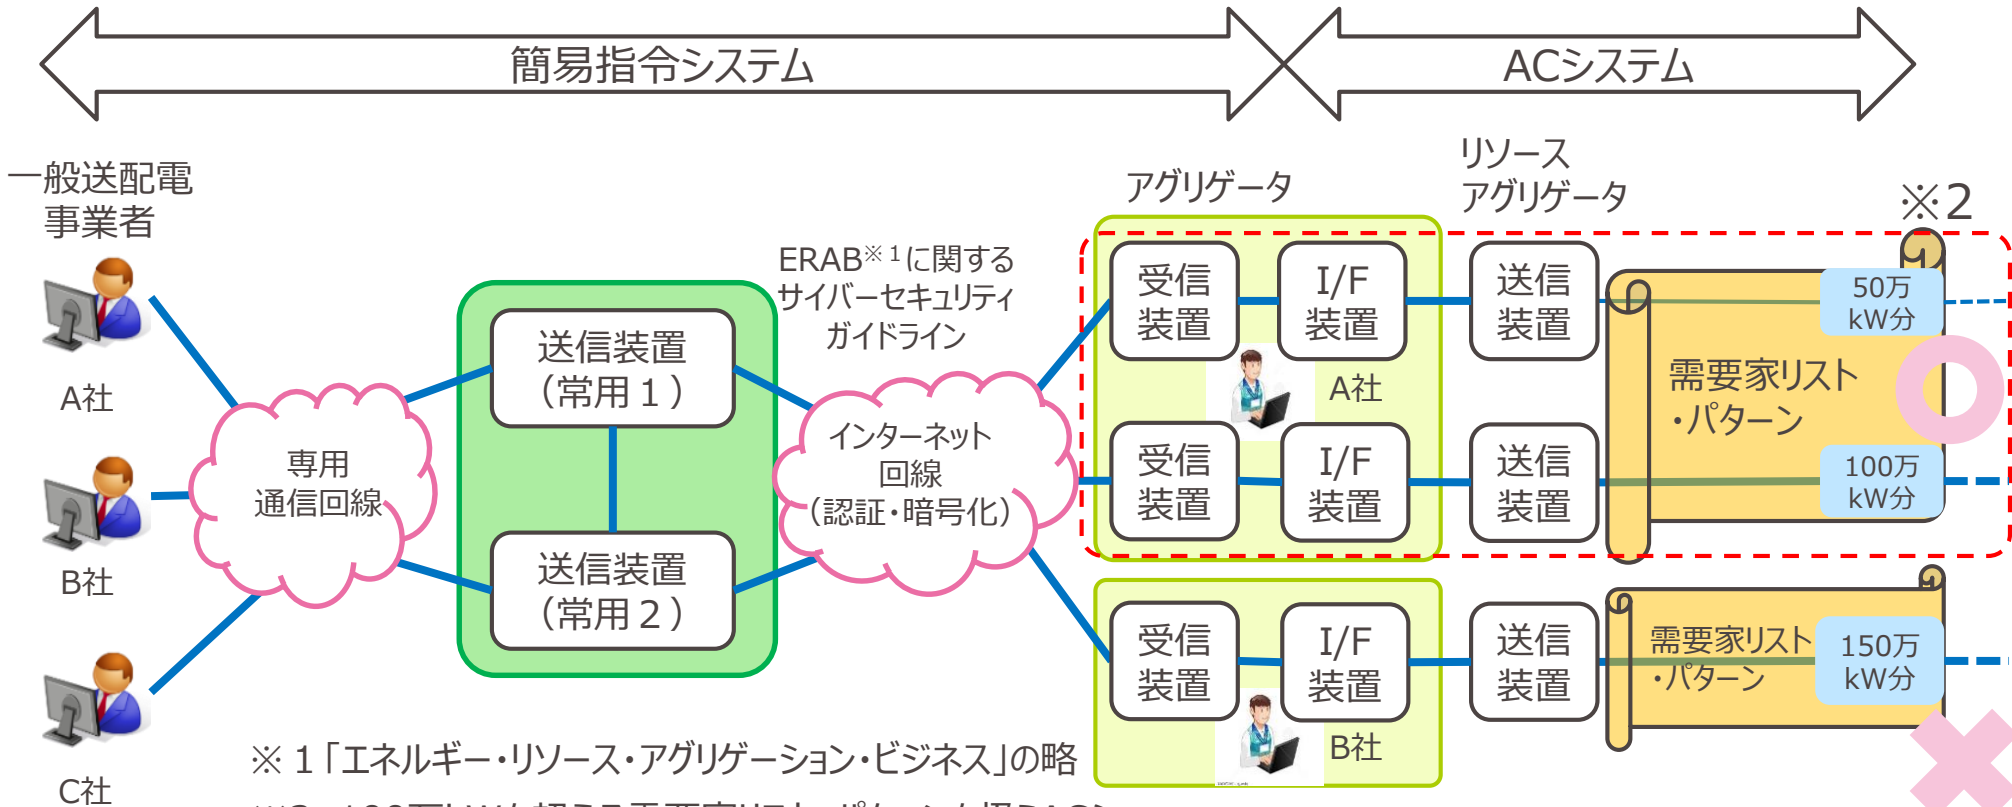 簡易指令システム
ACシステム
一般送配電
事業者
A社
B社
C社
専用
通信回線
送信装置
（常用１）
送信装置
（常用２）
ERAB※１に関する
サイバーセキュリティ
ガイドライン
インターネット
回線
（認証・暗号化）
アグリゲータ
受信
装置
I/F
装置
A社
受信
装置
I/F
装置
受信
装置
I/F
装置
B社
リソース
アグリゲータ
送信
装置
送信
装置
送信
装置
※2
需要家リスト
・パターン
50万
kW分
100万
kW分
需要家リスト
・パターン
150万
kW分
※１「エネルギー・リソース・アグリゲーション・ビジネス」の略